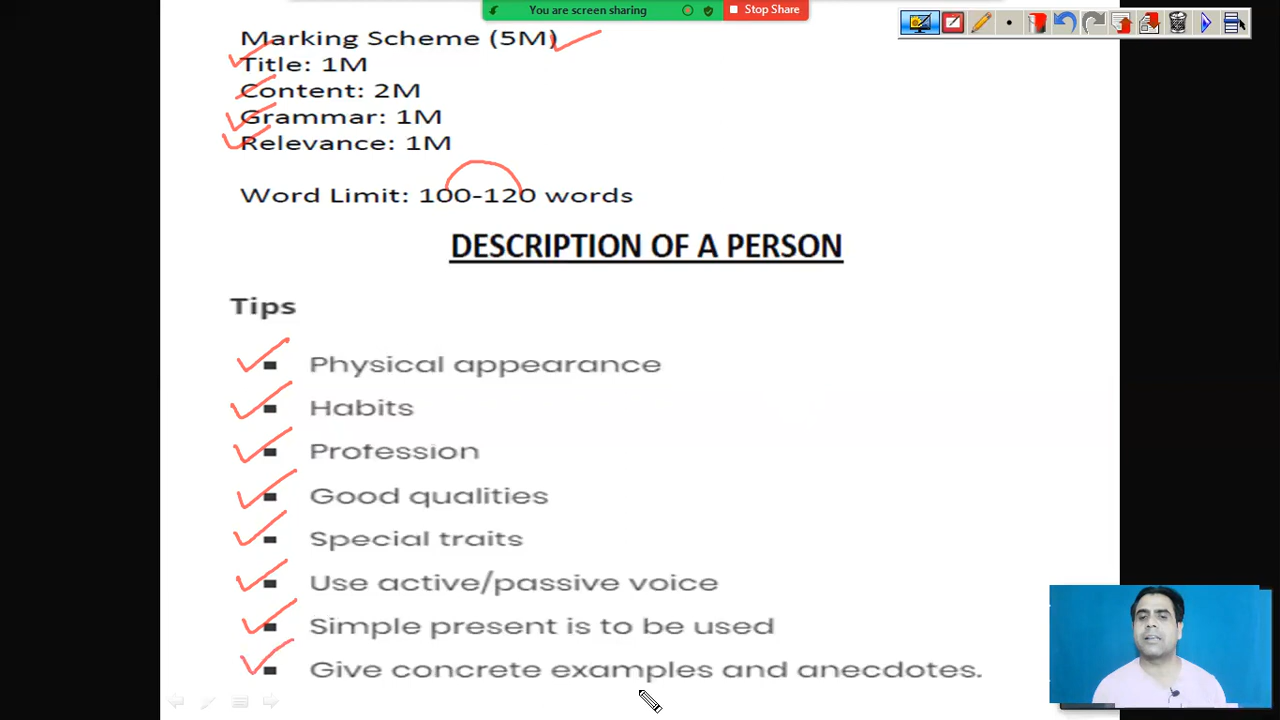 You are screen sharing
Stop Share
Marking Scheme (5M)
Title: 1M
Content: 2M
Grammar: 1M
Relevance: 1M
Word Limit: 100-120 words
DESCRIPTION OF A PERSON
Tips
Physical appearance
Habits
Profession
Good qualities
Special traits
Use active/passive voice
Simple present is to be used
Give concrete examples and anecdotes.